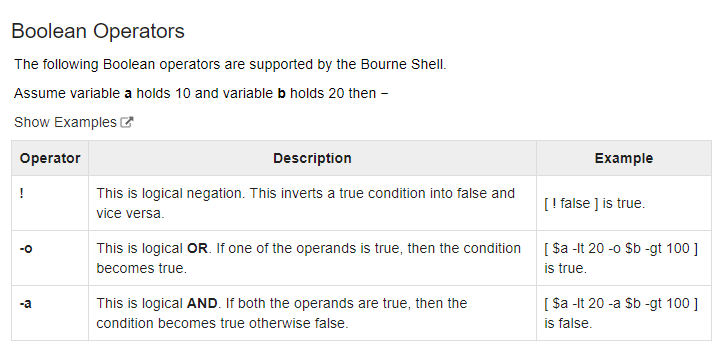 Boolean Operators
The following Boolean operators are supported by the Bourne Shell.
Assume variable a holds 10 and variable b holds 20 then −
Show Examples
Operator Description Example
! This is logical negation. This inverts a true condition into false and vice versa. [ ! false ] is true.
-o This is logical OR. If one of the operands is true, then the condition becomes true. [ $a -lt 20 -o $b -gt 100 ] is true.
-a This is logical AND. If both the operands are true, then the condition becomes true otherwise false. [ $a -lt 20 -a $b -gt 100 ] is false.